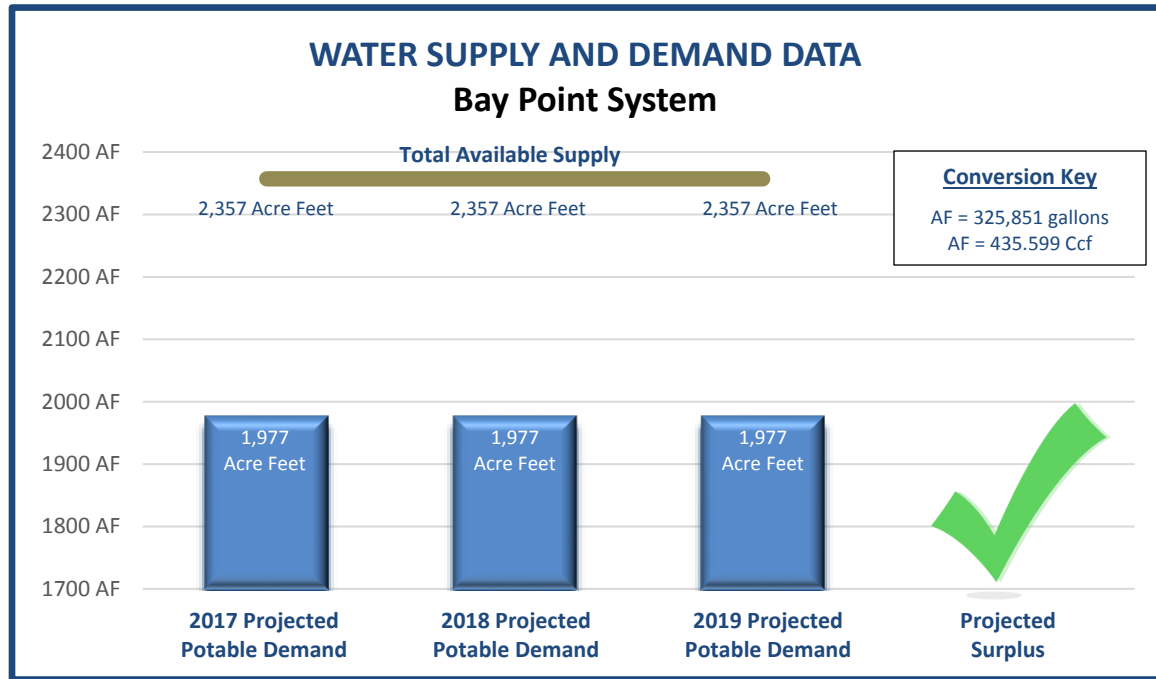 WATER SUPPLY AND DEMAND DATA
Bay Point System
2400 AF
2300 AF
2200 AF
2100 AF
2000 AF
1900 AF
1800 AF
1700 AF
Total Available Supply
2,357 Acre Feet
2,357 Acre Feet
2,357 Acre Feet
Conversion Key
AF = 325,851 gallons
AF = 435.599 Ccf
1,977
Acre Feet
1,977
Acre Feet
1,977
Acre Feet
2017 Projected
Potable Demand
2018 Projected
Potable Demand
2019 Projected
Potable Demand
Projected
Surplus